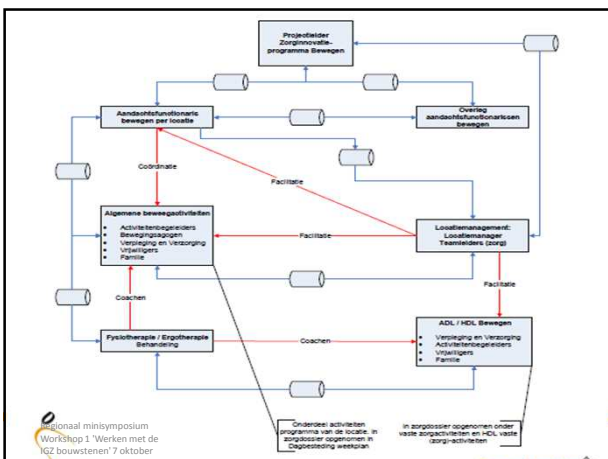 Projectleider
Zorginnovatie-
programma Bewegen
Aandachtsfunctionaris
bewegen per locatie
Overleg
aandachtsfunctionarissen
bewegen
Coördinatie
Facilitatie
Algemene beweegactiviteiten
• Activiteitenbegeleiders
• Bewegingsagogen
• Verpleging en Verzorging
• Vrijwilligers
• Familie
Facilitatie
Locatiemanagement:
Locatiemanager
Teamleiders (zorg)
Facilitatie
Coachen
Fysiotherapie / Ergotherapie
Behandeling
Coachen
ADL / HDL Bewegen
• Verpleging en Verzorging
• Activiteitenbegeleiders
• Vrijwilligers
• Familie
Onderdeel activiteiten
programma van de locatie. In
zorgdossier opgenomen in
Dagbesteding weekplan
In zorgdossier opgenomen onder
vaste zorgactiviteiten en HDL vaste
(zorg)-activiteiten
Regionaal minisymposium
Workshop 1 'Werken met de
IGZ bouwstenen' 7 oktober